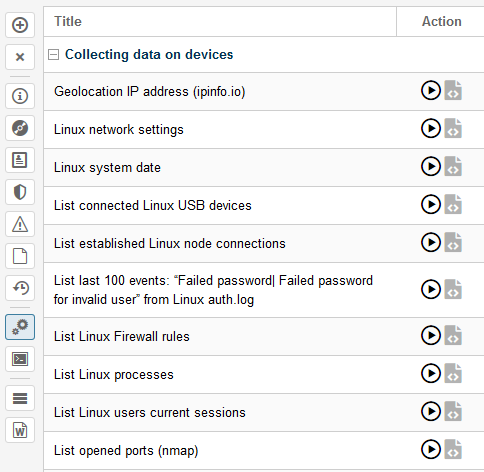 Title Action
Collecting data on devices
Geolocation IP address (ipinfo.io)
Linux network settings
Linux system date
List connected Linux USB devices
List established Linux node connections
List last 100 events: “Failed password| Failed password
for invalid user” from Linux auth.log
List Linux Firewall rules
List Linux processes
List Linux users current sessions
List opened ports (nmap)
W